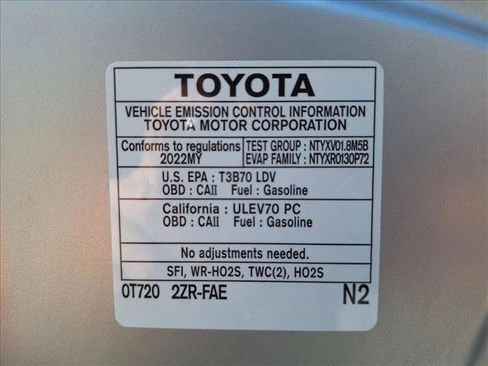 TOYOTA
VEHICLE EMISSION CONTROL INFORMATION
TOYOTA MOTOR CORPORATION
Conforms to regulations
2022MY
TEST GROUP : NTYXV01.8M5B
EVAP FAMILY : NTYXR0130P72
U.S. EPA : T3B70 LDV
OBD : CAII Fuel : Gasoline
California : ULEV70 PC
OBD : CAII Fuel : Gasoline
No adjustments needed.
SFI, WR-HO2S, TWC(2), HO2S
0T720 2ZR-FAE N2